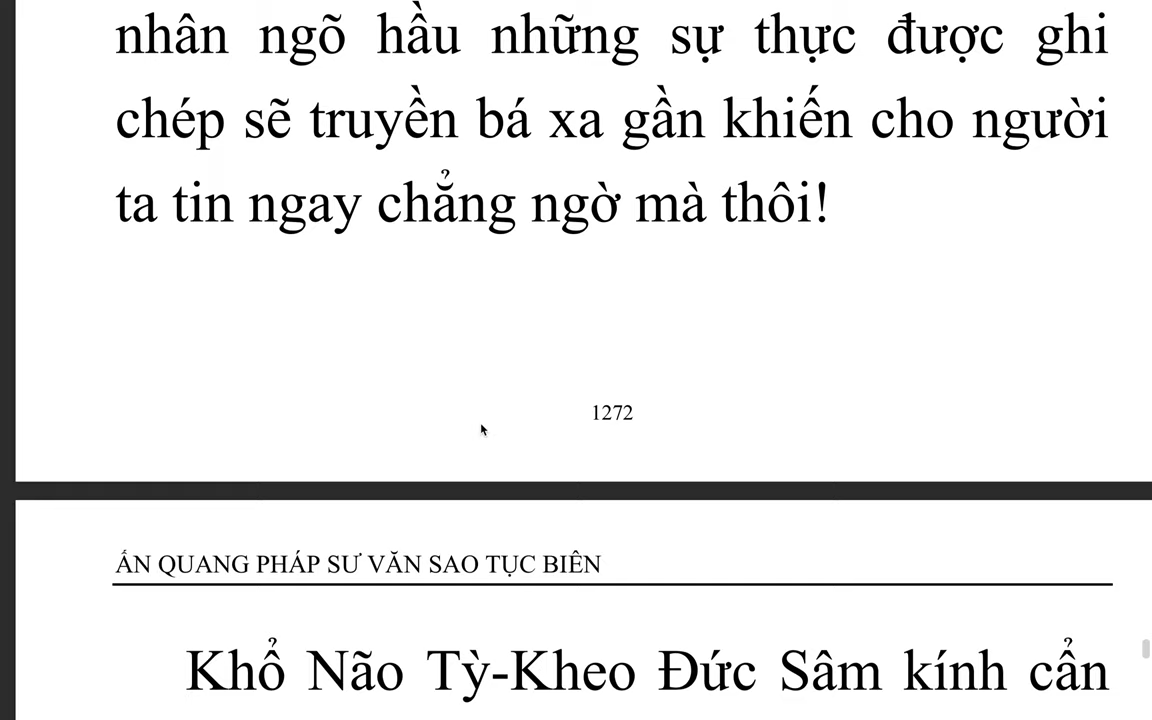 nhân ngõ hầu những sự thực được ghi
chép sẽ truyền bá xa gần khiến cho người
ta tin ngay chẳng ngờ mà thôi!
1272
ẤN QUANG PHÁP SƯ VĂN SAO TỤC BIÊN
Khổ Não Tỳ-Kheo Đức Sâm kính cẩn